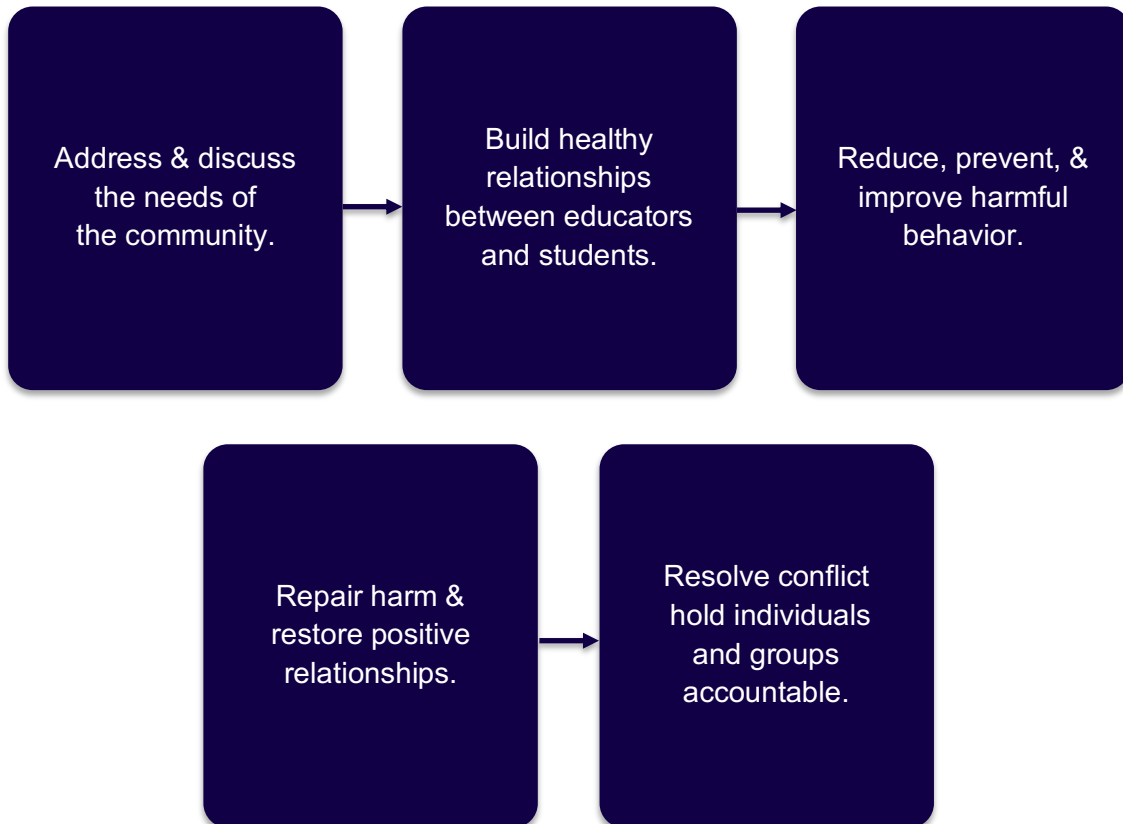 Address & discuss
the needs of
the community.
Build healthy
relationships
between educators
and students.
Reduce, prevent, &
improve harmful
behavior.
Repair harm &
restore positive
relationships.
Resolve conflict
hold individuals
and groups
accountable.